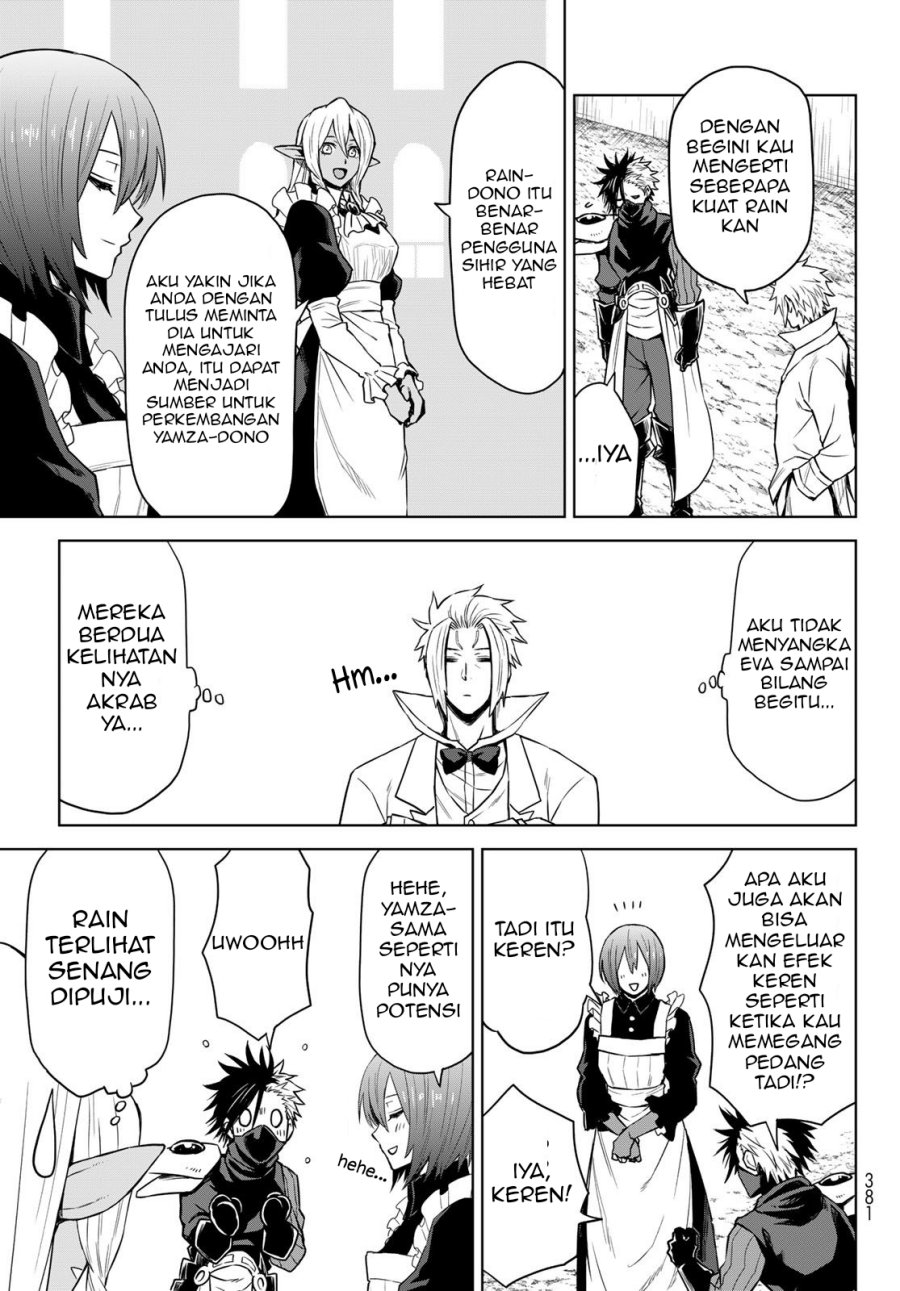 DENGAN
BEGINI KAU
MENGERTI
SEBERAPA
KUAT RAIN
KAN
...IYA
RAIN-
DONO ITU
BENAR-
BENAR
PENGGUNA
SIHIR YANG
HEBAT
AKU YAKIN JIKA
ANDA DENGAN
TULUS MEMINTA
DIA UNTUK
MENGAJARI
ANDA, ITU DAPAT
MENJADI
SUMBER UNTUK
PERKEMBANGAN
YAMZA-DONO
AKU TIDAK
MENYANGKA
EVA SAMPAI
BILANG
BEGITU...
Hm...
MEREKA
BERDUA
KELIHATAN
NYA
AKRAB
YA...
APA AKU
JUGA AKAN
BISA
MENGELUAR
KAN EFEK
KEREN
SEPERTI
KETIKA KAU
MEMEGANG
PEDANG
TADI!?
TADI ITU
KEREN?
IYA,
KEREN!
HEHE,
YAMZA-
SAMA
SEPERTI
NYA
PUNYA
POTENSI
hehe...
UWOOHH
RAIN
TERLIHAT
SENANG
DIPUJI...
381